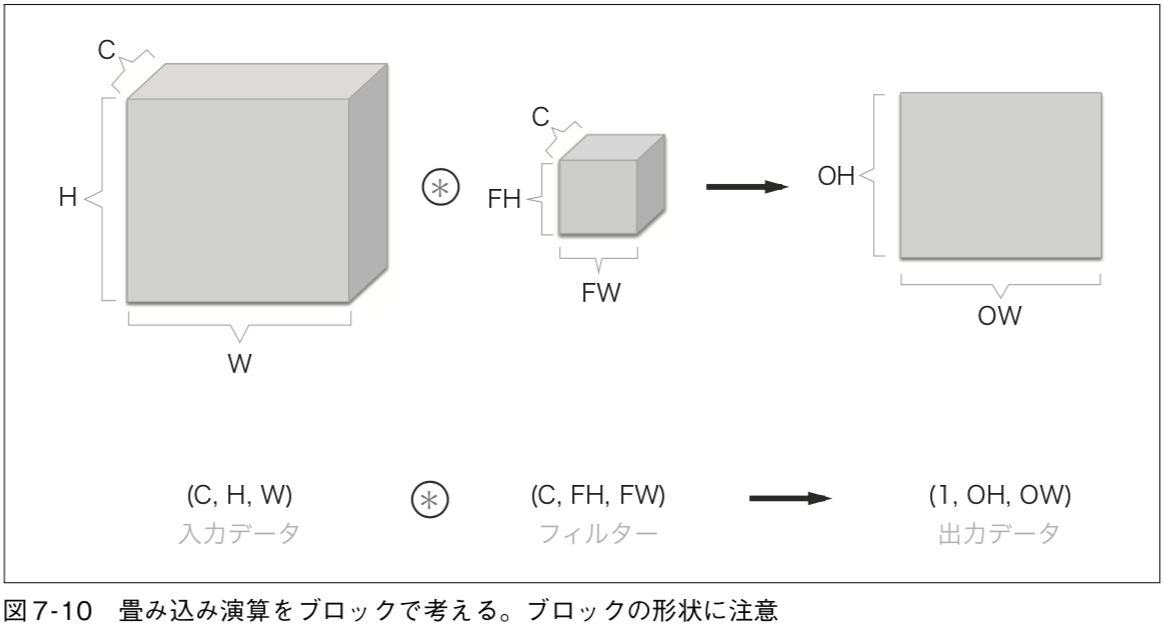 C
H
W
⊛
C
FH
FW
OH
OW
(C, H, W) ⊛ (C, FH, FW) (1, OH, OW)
入力データ フィルター 出力データ
図7-10 畳み込み演算をブロックで考える。ブロックの形状に注意